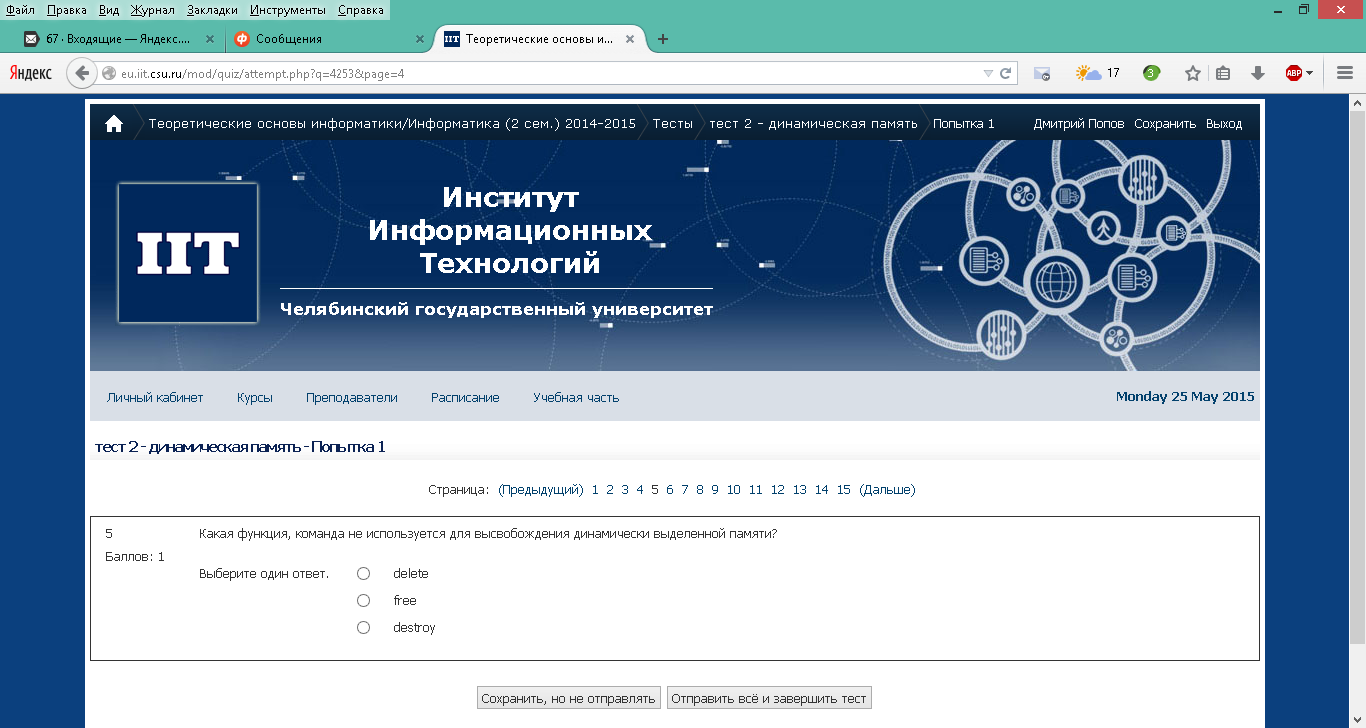 Файл Правка Вид Журнал Закладки Инструменты Справка
67 · Входящие — Яндекс.... Сообщения Теоретические основы и...
Яндекс eu.iit.csu.ru/mod/quiz/attempt.php?q=4253&page=4 17 3 ABP
Теоретические основы информатики/Информатика (2 сем.) 2014-2015 Тесты тест 2 - динамическая память Попытка 1 Дмитрий Попов Сохранить Выход
IIT
Институт
Информационных
Технологий
Челябинский государственный университет
Личный кабинет Курсы Преподаватели Расписание Учебная часть Monday 25 May 2015
тест 2 - динамическая память - Попытка 1
Страница: (Предыдущий) 1 2 3 4 5 6 7 8 9 10 11 12 13 14 15 (Дальше)
5 Какая функция, команда не используется для высвобождения динамически выделенной памяти?
Баллов: 1
Выберите один ответ. delete
free
destroy
Сохранить, но не отправлять Отправить всё и завершить тест